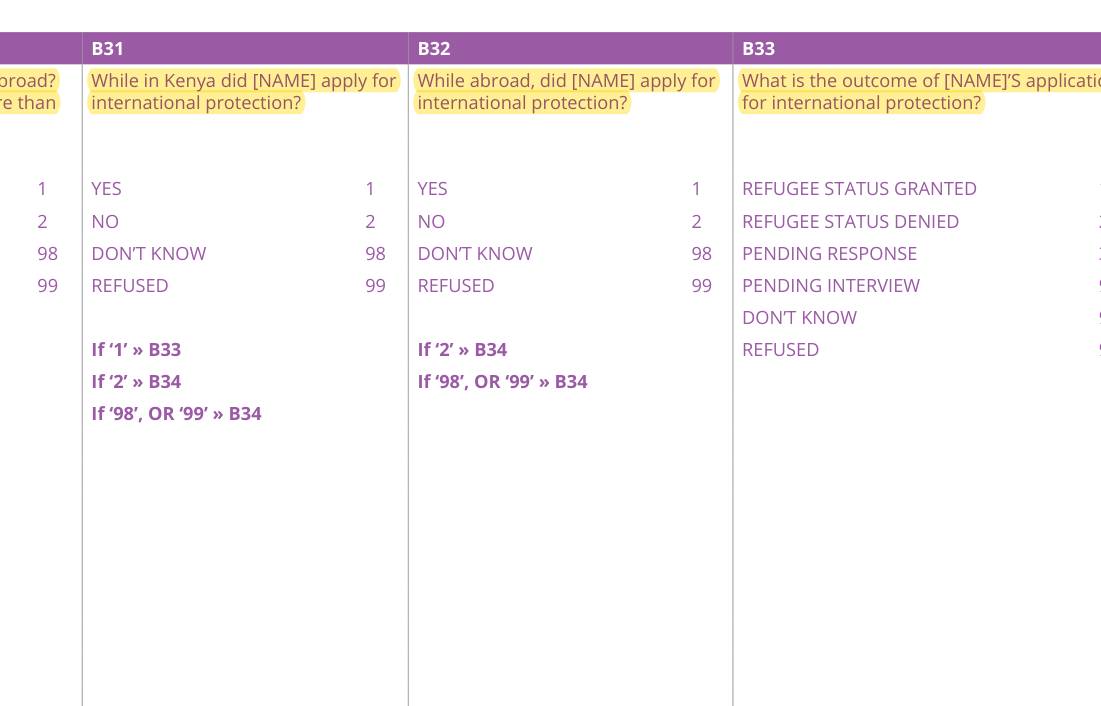 B31
B32
B33
broad?
re than
While in Kenya did [NAME] apply for
international protection?
While abroad, did [NAME] apply for
international protection?
What is the outcome of [NAME]’S
for international protection?
1
2
98
99
YES 1
NO 2
DON’T KNOW 98
REFUSED 99
If ‘1’ » B33
If ‘2’ » B34
If ‘98’, OR ‘99’ » B34
YES 1
NO 2
DON’T KNOW 98
REFUSED 99
If ‘2’ » B34
If ‘98’, OR ‘99’ » B34
REFUGEE STATUS GRANTED
REFUGEE STATUS DENIED
PENDING RESPONSE
PENDING INTERVIEW
DON’T KNOW
REFUSED